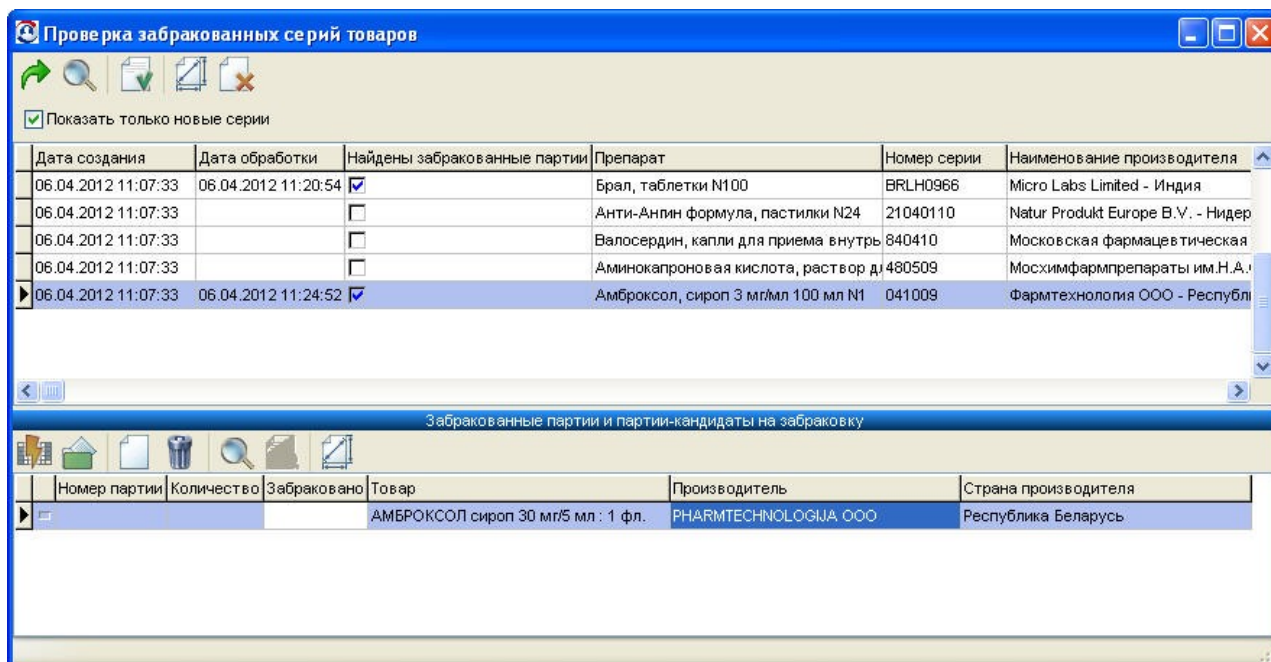 Проверка забракованных серий товаров
Показать только новые серии
Дата создания Дата обработки Найдены забракованные партии Препарат Номер серии Наименование производителя
06.04.2012 11:07:33 06.04.2012 11:20:54 Брал, таблетки N100 BRLH0966 Micro Labs Limited - Индия
06.04.2012 11:07:33 Анти-Ангин формула, пастилки N24 21040110 Natur Produkt Europe B.V. - Нидер
06.04.2012 11:07:33 Валосердин, капли для приема внутрь 840410 Московская фармацевтическая
06.04.2012 11:07:33 Аминокапроновая кислота, раствор д 480509 Мосхимфармпрепараты им.Н.А.
06.04.2012 11:07:33 06.04.2012 11:24:52 Амброксол, сироп 3 мг/мл 100 мл N1 041009 Фармтехнология ООО - Республи
Забракованные партии и партии-кандидаты на забраковку
Номер партии Количество Забраковано Товар Производитель Страна производителя
АМБРОКСОЛ сироп 30 мг/5 мл : 1 фл. PHARMTECHNOLOGIJA ООО Республика Беларусь